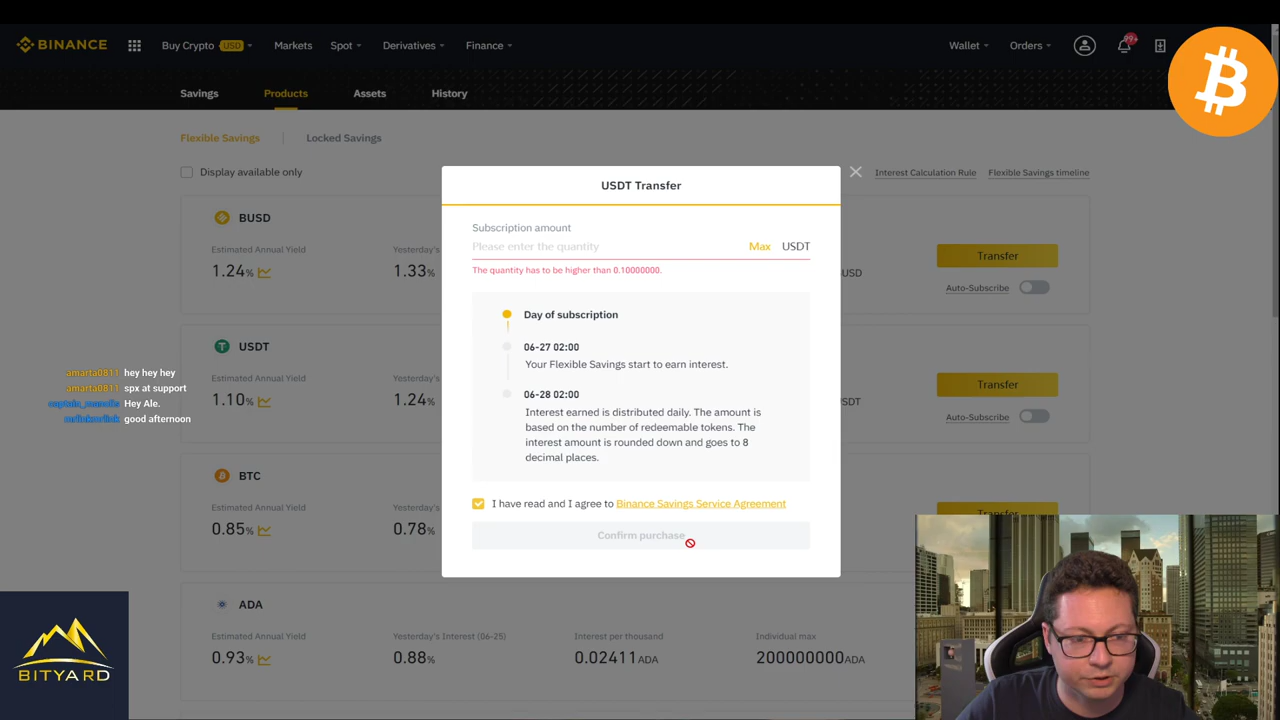 BINANCE
Buy Crypto USD
Markets
Spot
Derivatives
Finance
Wallet
Orders
99+
Savings
Products
Assets
History
Flexible Savings
Locked Savings
Display available only
Interest Calculation Rule
Flexible Savings timeline
USDT Transfer
Subscription amount
Please enter the quantity
Max USDT
The quantity has to be higher than 0.10000000.
Day of subscription
06-27 02:00
Your Flexible Savings start to earn interest.
06-28 02:00
Interest earned is distributed daily. The amount is
based on the number of redeemable tokens. The
interest amount is rounded down and goes to 8
decimal places.
I have read and I agree to Binance Savings Service Agreement
Confirm purchase
BUSD
Estimated Annual Yield
Yesterday's
1.24%
1.33%
USD
Transfer
Auto-Subscribe
USDT
Estimated Annual Yield
Yesterday's
1.10%
1.24%
USDT
Transfer
Auto-Subscribe
amarta0811 hey hey hey
amarta0811 spx at support
Hey Ale.
good afternoon
BTC
Estimated Annual Yield
Yesterday's
0.85%
0.78%
Transfer
ADA
Estimated Annual Yield
Yesterday's Interest (06-25)
Interest per thousand
Individual max
0.93%
0.88%
0.02411ADA
200000000ADA
BITYARD